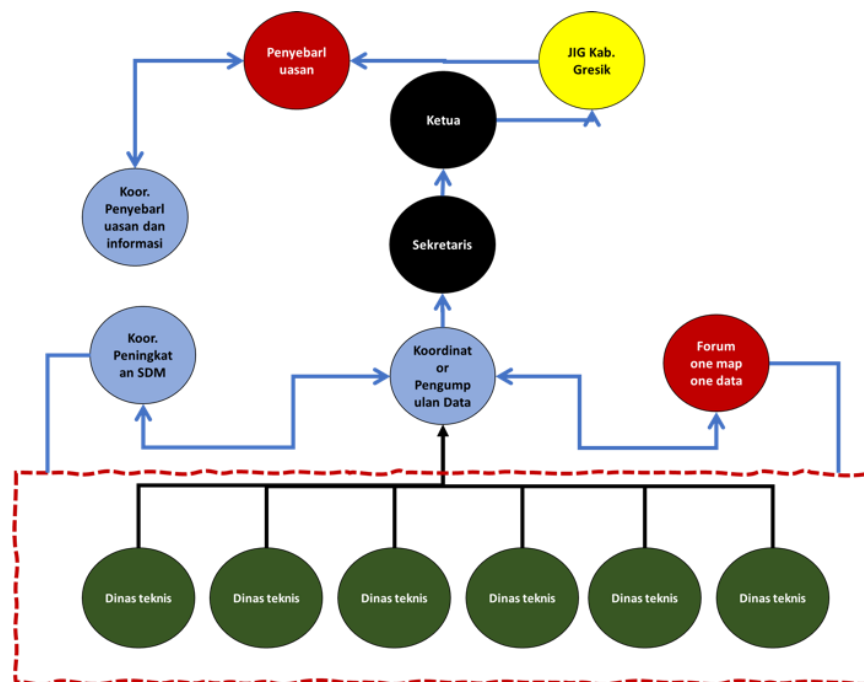 Penyebarl
uasan
JIG Kab.
Gresik
Ketua
Koor.
Penyebarl
uasan dan
informasi
Sekretaris
Koor.
Peningkat
an SDM
Koordinat
or
Pengump
ulan Data
Forum
one map
one data
Dinas teknis
Dinas teknis
Dinas teknis
Dinas teknis
Dinas teknis
Dinas teknis